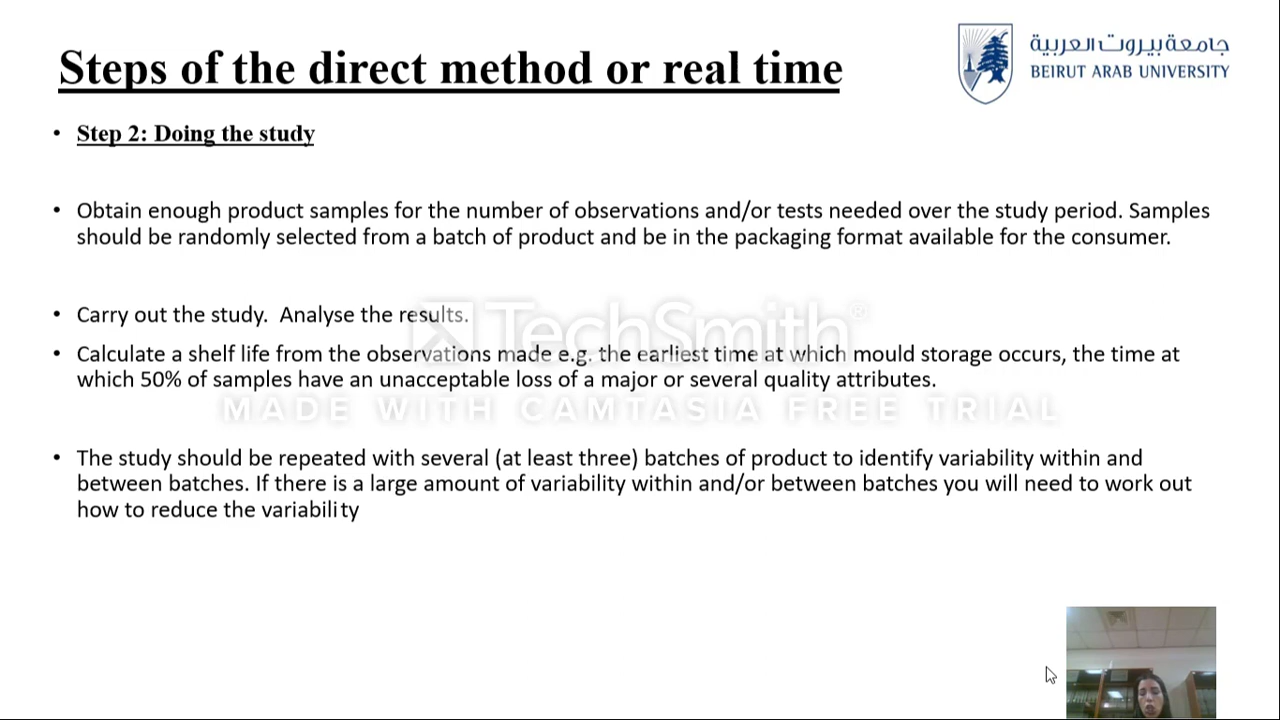 Steps of the direct method or real time
جامعة بيروت العربية
BEIRUT ARAB UNIVERSITY
• Step 2: Doing the study
• Obtain enough product samples for the number of observations and/or tests needed over the study period. Samples
should be randomly selected from a batch of product and be in the packaging format available for the consumer.
• Carry out the study. Analyse the results.
TechSmith®
• Calculate a shelf life from the observations made e.g. the earliest time at which mould storage occurs, the time at
which 50% of samples have an unacceptable loss of a major or several quality attributes.
MADE WITH CAMTASIA FREE TRIAL
• The study should be repeated with several (at least three) batches of product to identify variability within and
between batches. If there is a large amount of variability within and/or between batches you will need to work out
how to reduce the variability